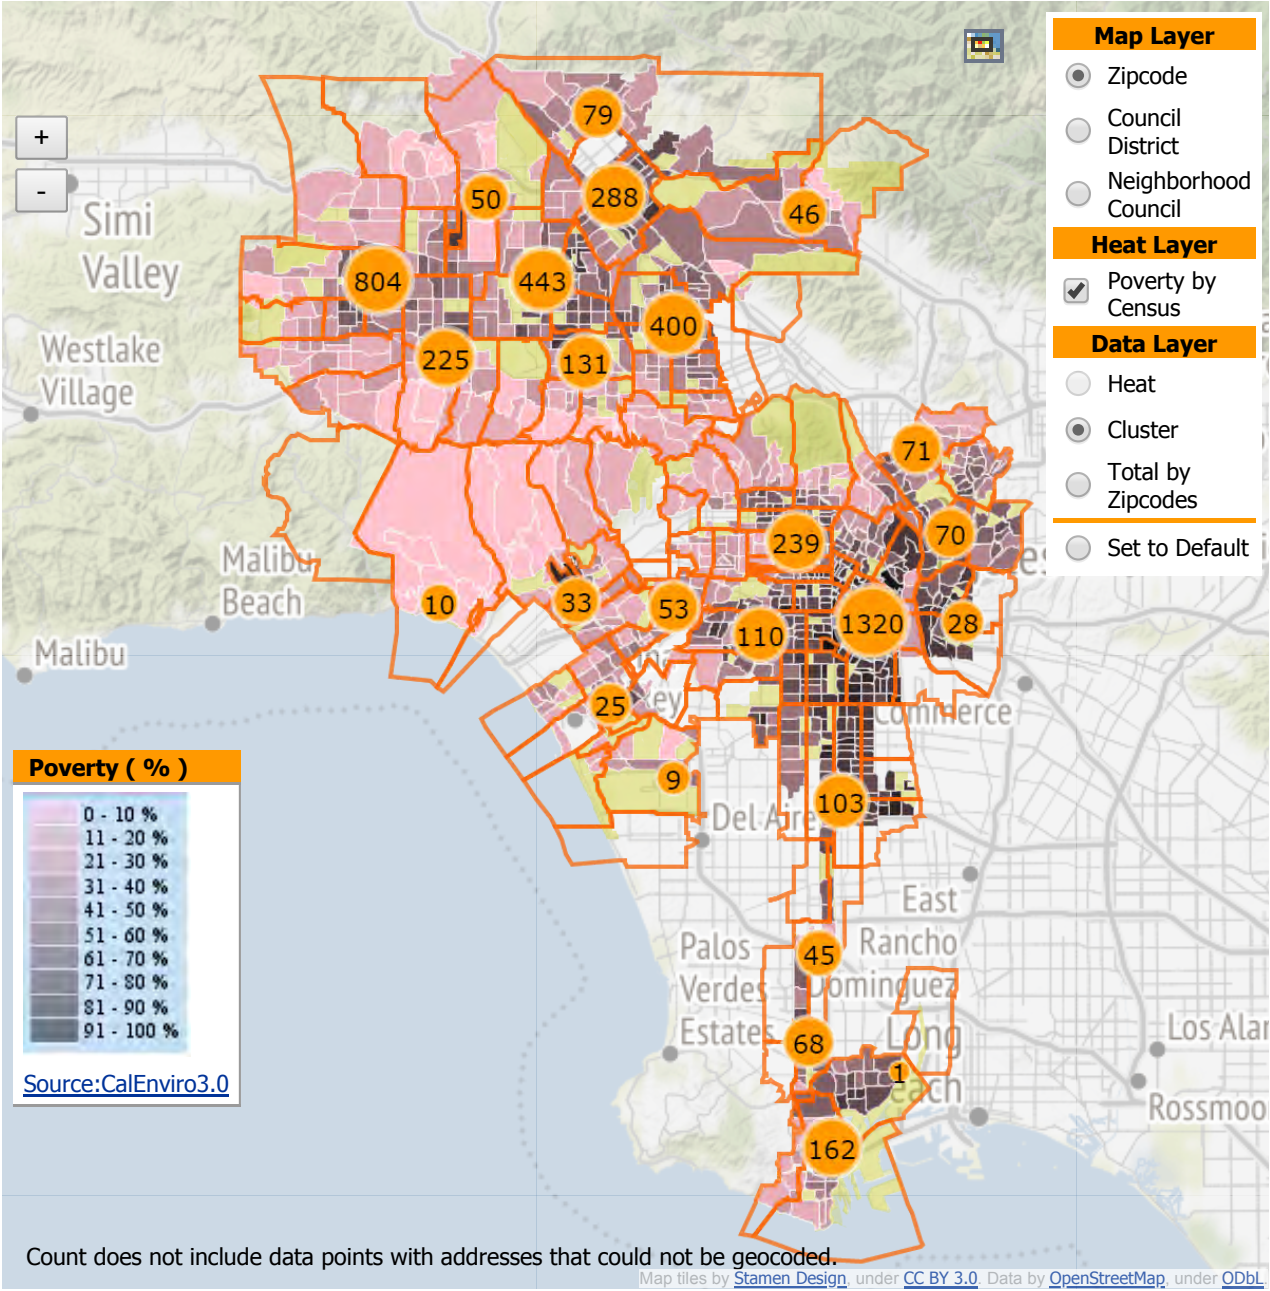 Map Layer
Zipcode
Council
District
Neighborhood
Council
Heat Layer
Poverty by
Census
Data Layer
Heat
Cluster
Total by
Zipcodes
Set to Default
+
-
79
50
288
46
804
443
400
225
131
71
239
70
10
33
53
110
1320
28
25
9
103
45
68
1
162
Simi
Valley
Westlake
Village
Malibu
Beach
Malibu
Commerce
Del Aire
East
Rancho
Dominguez
Palos
Verdes
Estates
Long
Los Alar
Rossmoo
Poverty ( % )
0 - 10 %
11 - 20 %
21 - 30 %
31 - 40 %
41 - 50 %
51 - 60 %
61 - 70 %
71 - 80 %
81 - 90 %
91 - 100 %
Source:CalEnviro3.0
Count does not include data points with addresses that could not be geocoded.
Map tiles by Stamen Design, under CC BY 3.0. Data by OpenStreetMap, under ODbL.